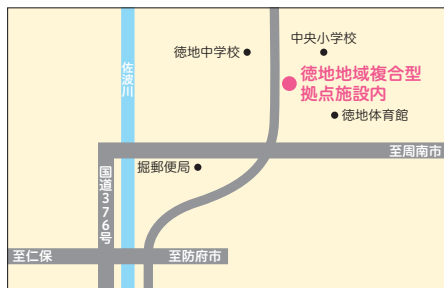 中央小学校
徳地中学校
徳地地域複合型
拠点施設内
佐波川
徳地体育館
至周南市
掘郵便局
国道376号
至仁保
至防府市